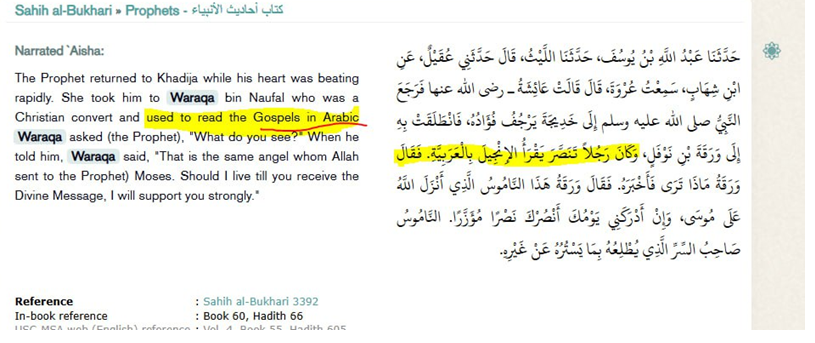 Sahih al-Bukhari » Prophets - كتاب أحاديث الأنبياء
Narrated `Aisha:
The Prophet returned to Khadija while his heart was beating
rapidly. She took him to Waraqa bin Naufal who was a
Christian convert and used to read the Gospels in Arabic
Waraqa asked (the Prophet), "What do you see?" When he
told him, Waraqa said, "That is the same angel whom Allah
sent to the Prophet) Moses. Should I live till you receive the
Divine Message, I will support you strongly."
حَدَّثَنَا عَبْدُ اللَّهِ بْنُ يُوسُفَ، حَدَّثَنَا اللَّيْثُ، قَالَ حَدَّثَنِي عُقَيْلٌ، عَنِ
ابْنِ شِهَابٍ، سَمِعْتُ عُرْوَةَ، قَالَ قَالَتْ عَائِشَةُ ـ رضى الله عنها فَرَجَعَ
النَّبِيُّ صلى الله عليه وسلم إِلَى خَدِيجَةَ يَرْجُفُ فُؤَادُهُ، فَانْطَلَقَتْ بِهِ
إِلَى وَرَقَةَ بْنِ نَوْفَلٍ، وَكَانَ رَجُلاً تَنَصَّرَ يَقْرَأُ الإِنْجِيلَ بِالْعَرَبِيَّةِ. فَقَالَ
وَرَقَةُ مَاذَا تَرَى فَأَخْبَرَهُ. فَقَالَ وَرَقَةُ هَذَا النَّامُوسُ الَّذِي أَنْزَلَ اللَّهُ
عَلَى مُوسَى، وَإِنْ أَدْرَكَنِي يَوْمُكَ أَنْصُرْكَ نَصْرًا مُؤَزَّرًا. النَّامُوسُ
صَاحِبُ السِّرِّ الَّذِي يُطْلِعُهُ بِمَا يَسْتُرُهُ عَنْ غَيْرِهِ.
Reference : Sahih al-Bukhari 3392
In-book reference : Book 60, Hadith 66
USC-MSA web (English) reference : Vol. 4, Book 55, Hadith 605